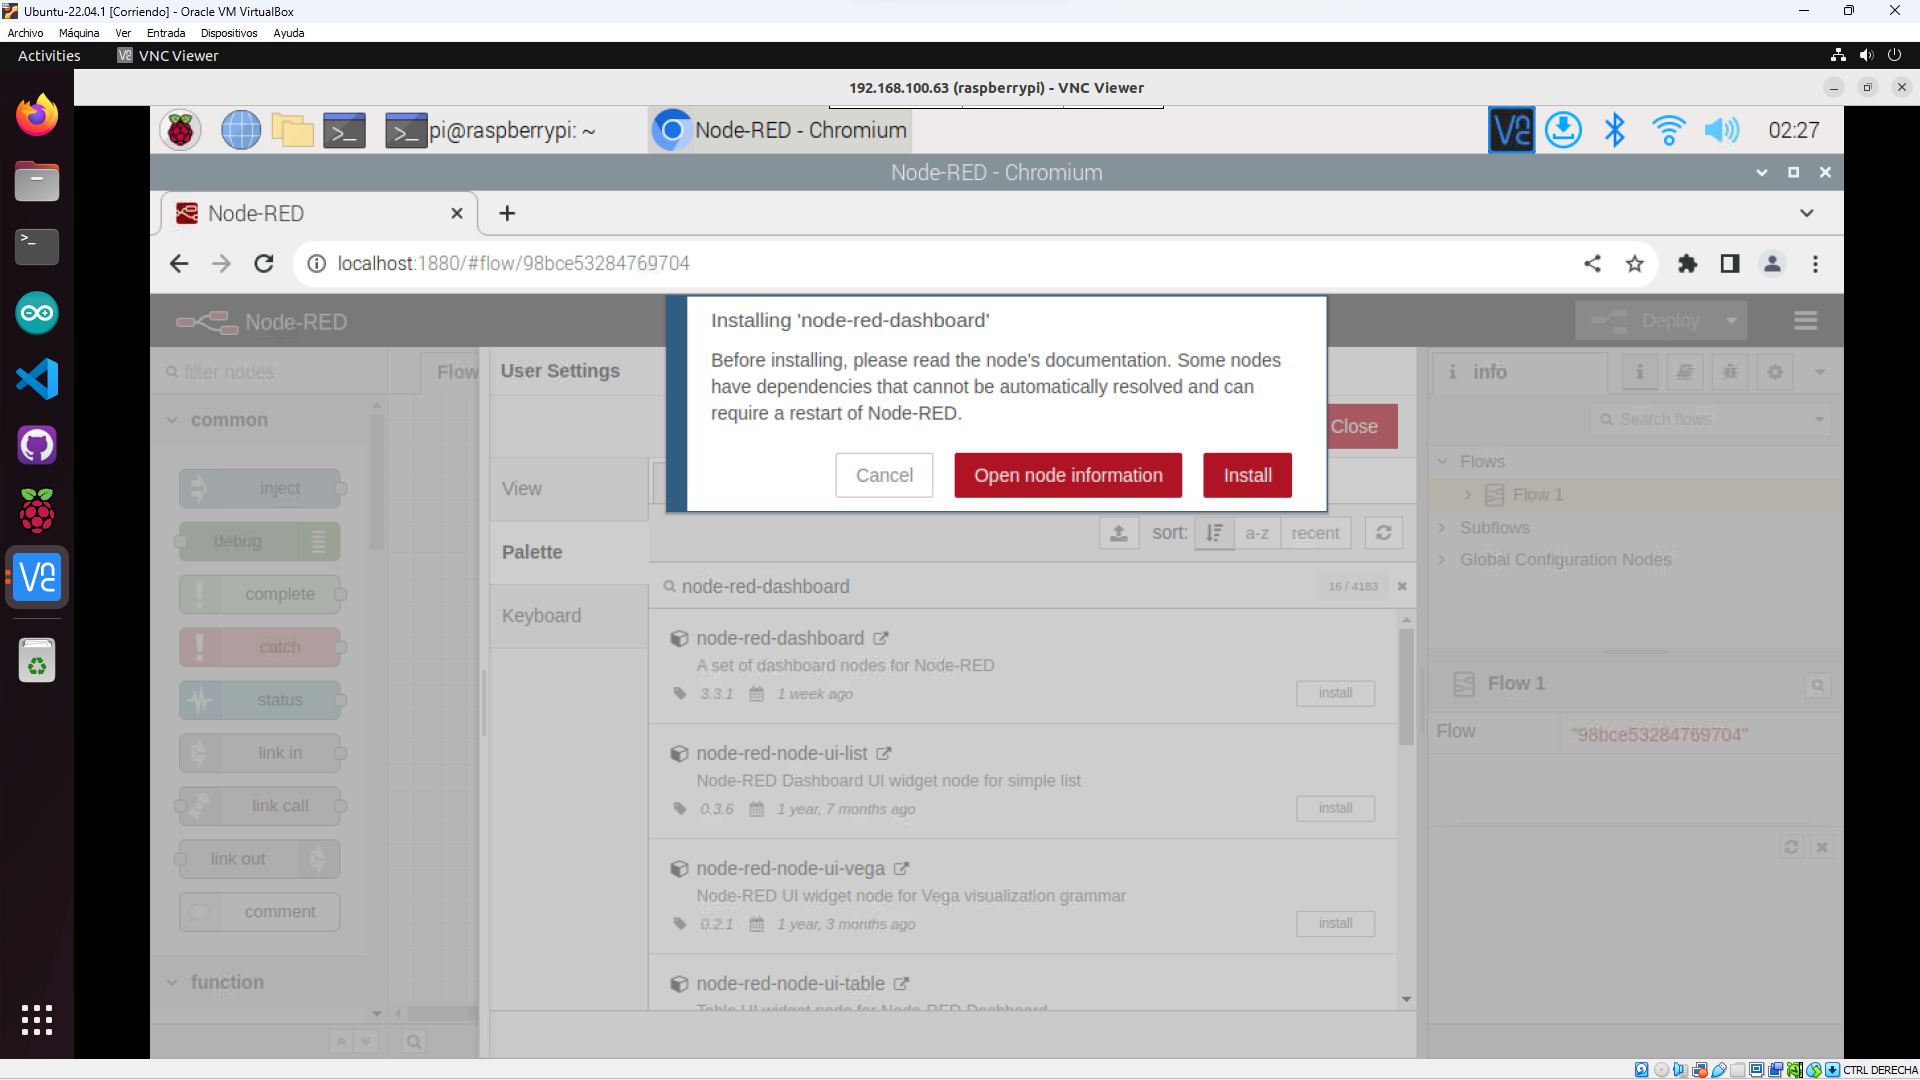 Ubuntu-22.04.1 [Corriendo] - Oracle VM VirtualBox
Archivo Máquina Ver Entrada Dispositivos Ayuda
Activities VNC Viewer
192.168.100.63 (raspberrypi) - VNC Viewer
pi@raspberrypi: ~ Node-RED - Chromium 02:27
Node-RED - Chromium
Node-RED
localhost:1880/#flow/98bce53284769704
Node-RED Deploy
Installing 'node-red-dashboard'
Before installing, please read the node's documentation. Some nodes
have dependencies that cannot be automatically resolved and can
require a restart of Node-RED.
Cancel Open node information Install
filter nodes
Flow
User Settings
Close
info
Search flows
common
inject
debug
complete
catch
status
link in
link call
link out
comment
function
View
Palette
Keyboard
sort: a-z recent
node-red-dashboard 16 / 4183
node-red-dashboard
A set of dashboard nodes for Node-RED
3.3.1 1 week ago install
node-red-node-ui-list
Node-RED Dashboard UI widget node for simple list
0.3.6 1 year, 7 months ago install
node-red-node-ui-vega
Node-RED UI widget node for Vega visualization grammar
0.2.1 1 year, 3 months ago install
node-red-node-ui-table
Table UI widget node for Node-RED Dashboard
Flows
Flow 1
Subflows
Global Configuration Nodes
Flow 1
Flow "98bce53284769704"
CTRL DERECHA